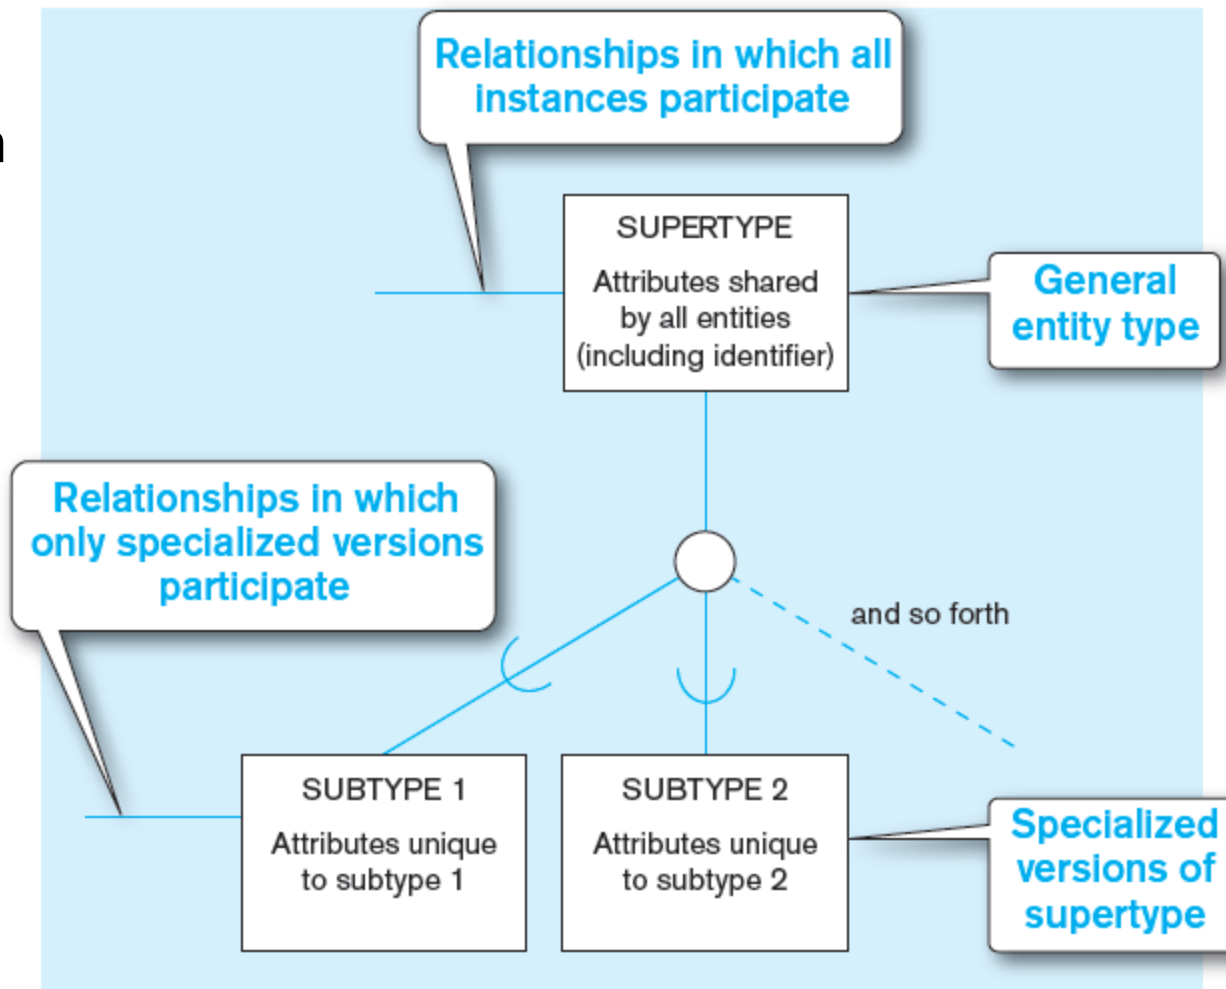 Relationships in which all
instances participate
SUPERTYPE
Attributes shared
by all entities
(including identifier)
General
entity type
Relationships in which
only specialized versions
participate
and so forth
SUBTYPE 1
Attributes unique
to subtype 1
SUBTYPE 2
Attributes unique
to subtype 2
Specialized
versions of
supertype